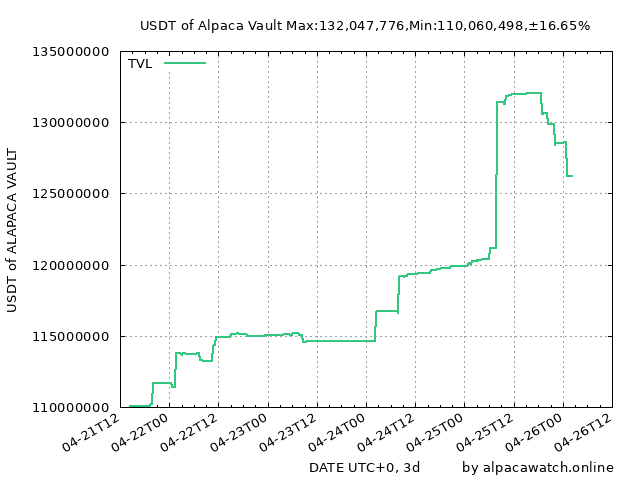 USDT of Alpaca Vault Max:132,047,776,Min:110,060,498,±16.65%
TVL
135000000
130000000
125000000
120000000
115000000
110000000
USDT of ALAPACA VAULT
04-21T12
04-22T00
04-22T12
04-23T00
04-23T12
04-24T00
04-24T12
04-25T00
04-25T12
04-26T00
04-26T12
DATE UTC+0, 3d
by alpacawatch.online